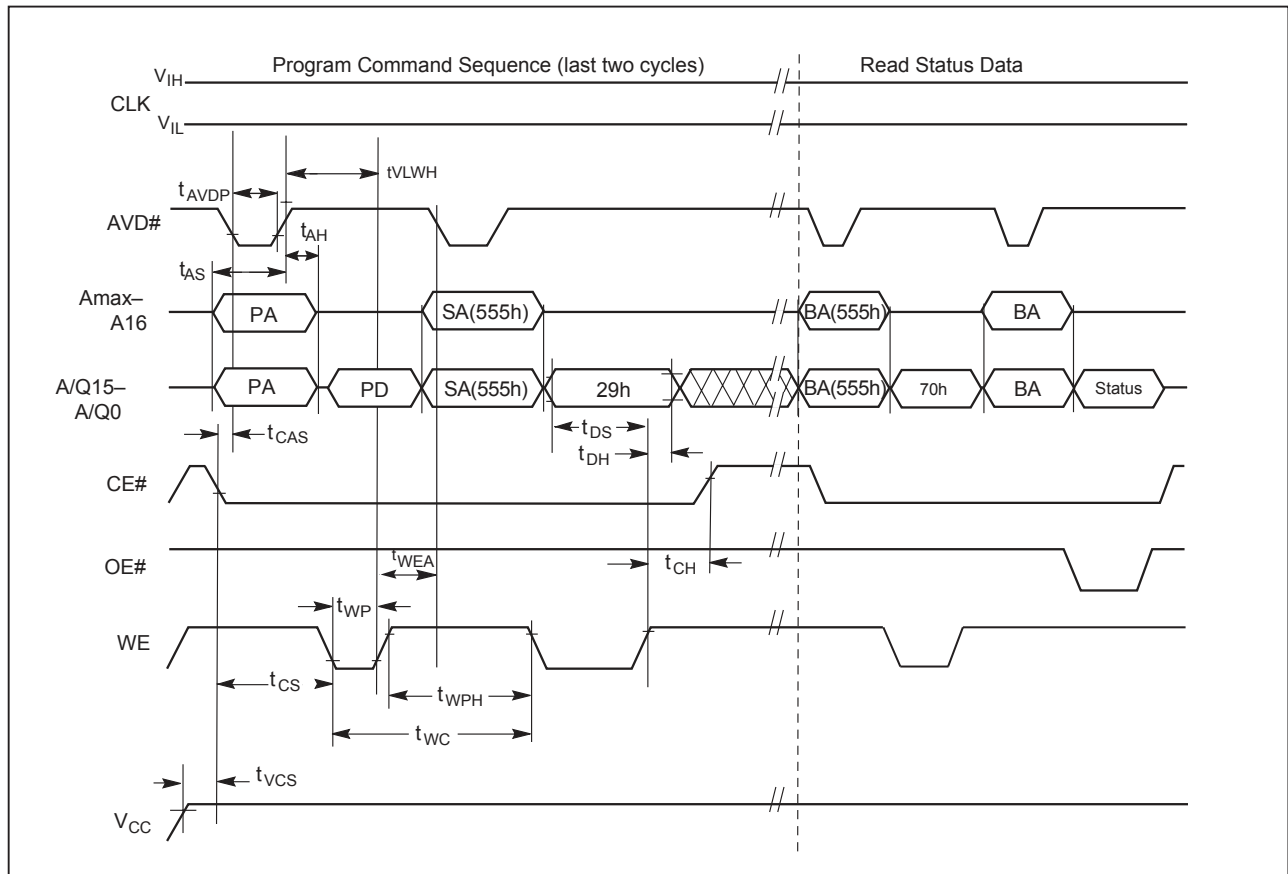 Program Command Sequence (last two cycles) Read Status Data
VIH
CLK
VIL
tVLWH
tAVDP
AVD#
tAH
tAS
Amax–
A16
PA SA(555h) BA(555h) BA
A/Q15–
A/Q0
PA PD SA(555h) 29h BA(555h) 70h BA Status
tCAS
tDS
tDH
CE#
OE#
tWEA
tCH
tWP
WE
tCS
tWPH
tWC
tVCS
VCC